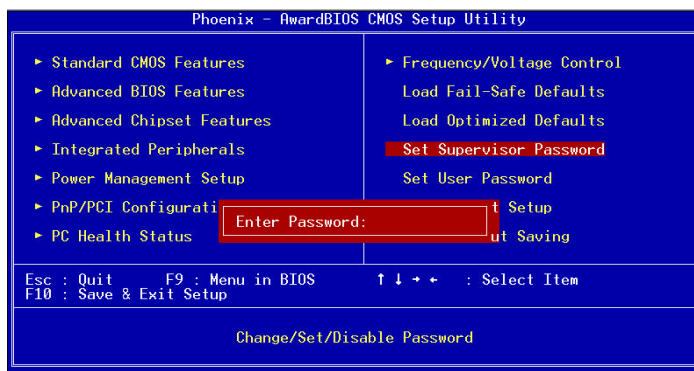 Phoenix - AwardBIOS CMOS Setup Utility
► Standard CMOS Features
► Advanced BIOS Features
► Advanced Chipset Features
► Integrated Peripherals
► Power Management Setup
► PnP/PCI Configurati
► PC Health Status
► Frequency/Voltage Control
Load Fail-Safe Defaults
Load Optimized Defaults
Set Supervisor Password
Set User Password
t Setup
ut Saving
Enter Password:
Esc : Quit F9 : Menu in BIOS ↑ ↓ → ← : Select Item
F10 : Save & Exit Setup
Change/Set/Disable Password